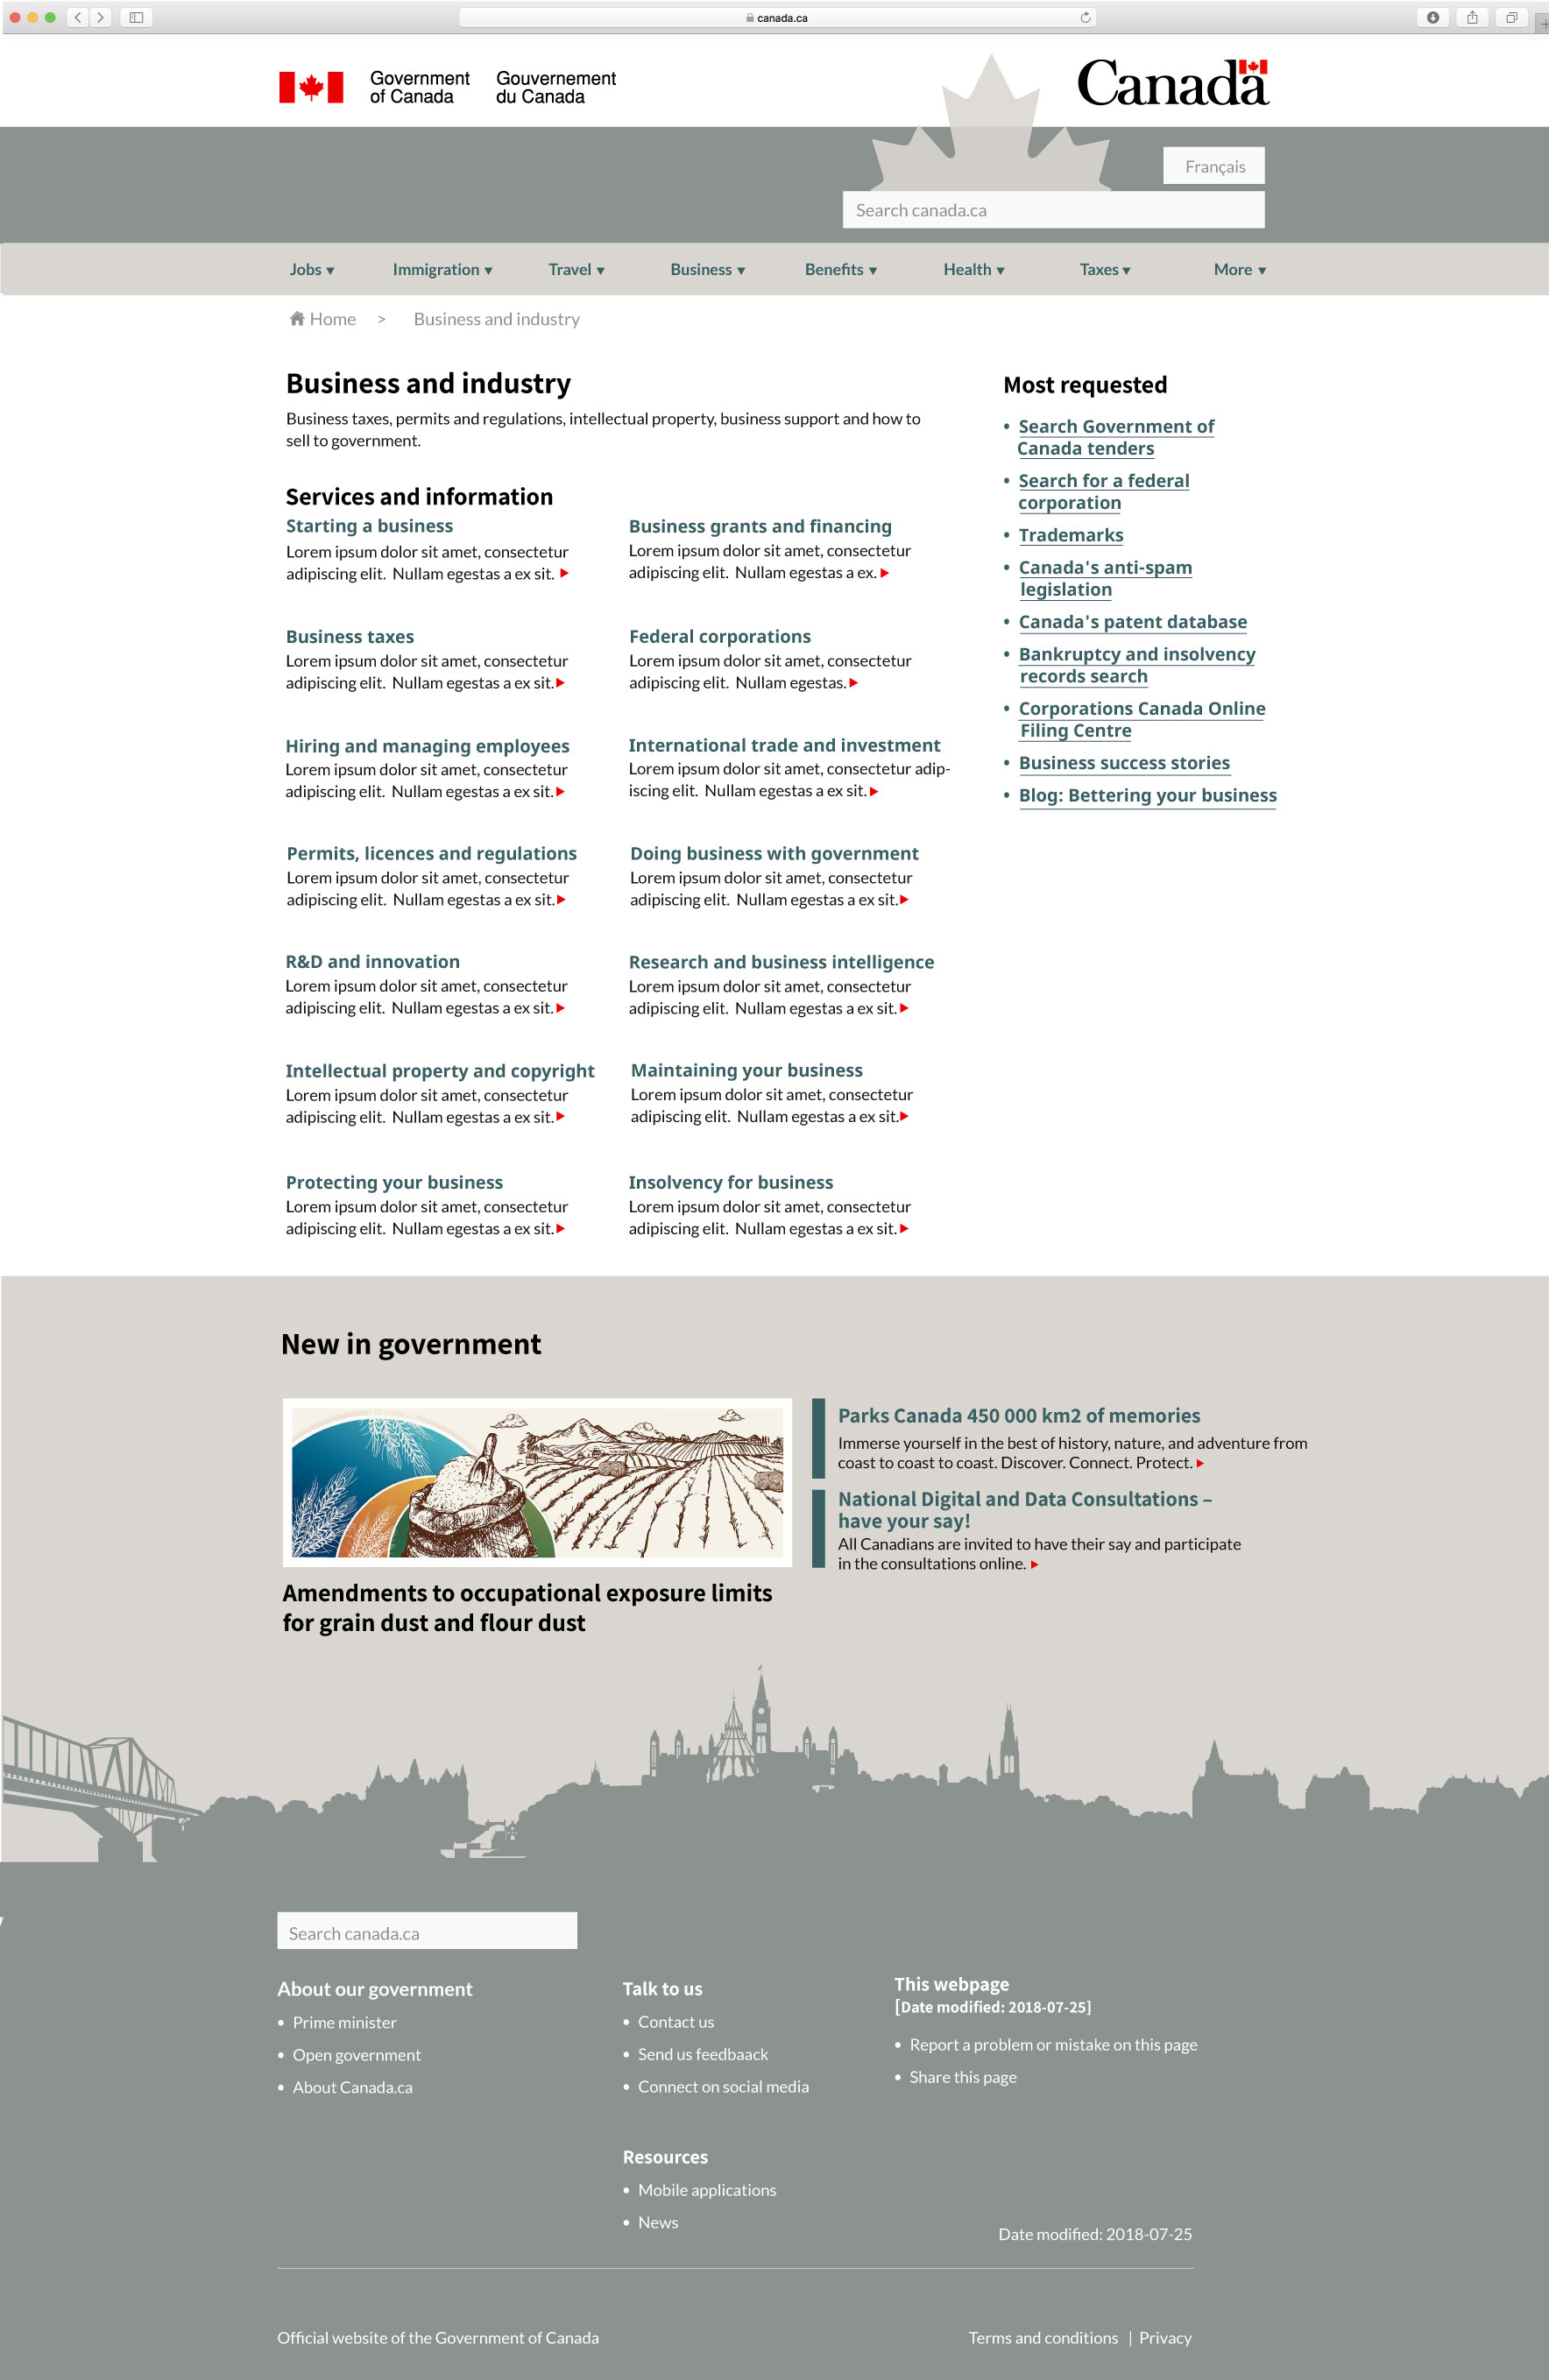 canada.ca
Government of Canada
Gouvernement du Canada
Canada
Français
Search canada.ca
Jobs
Immigration
Travel
Business
Benefits
Health
Taxes
More
Home > Business and industry
Business and industry
Business taxes, permits and regulations, intellectual property, business support and how to
sell to government.
Services and information
Starting a business
Lorem ipsum dolor sit amet, consectetur
adipiscing elit. Nullam egestas a ex sit.
Business grants and financing
Lorem ipsum dolor sit amet, consectetur
adipiscing elit. Nullam egestas a ex.
Business taxes
Lorem ipsum dolor sit amet, consectetur
adipiscing elit. Nullam egestas a ex sit.
Federal corporations
Lorem ipsum dolor sit amet, consectetur
adipiscing elit. Nullam egestas.
Hiring and managing employees
Lorem ipsum dolor sit amet, consectetur
adipiscing elit. Nullam egestas a ex sit.
International trade and investment
Lorem ipsum dolor sit amet, consectetur adip-
iscing elit. Nullam egestas a ex sit.
Permits, licences and regulations
Lorem ipsum dolor sit amet, consectetur
adipiscing elit. Nullam egestas a ex sit.
Doing business with government
Lorem ipsum dolor sit amet, consectetur
adipiscing elit. Nullam egestas a ex sit.
R&D and innovation
Lorem ipsum dolor sit amet, consectetur
adipiscing elit. Nullam egestas a ex sit.
Research and business intelligence
Lorem ipsum dolor sit amet, consectetur
adipiscing elit. Nullam egestas a ex sit.
Intellectual property and copyright
Lorem ipsum dolor sit amet, consectetur
adipiscing elit. Nullam egestas a ex sit.
Maintaining your business
Lorem ipsum dolor sit amet, consectetur
adipiscing elit. Nullam egestas a ex sit.
Protecting your business
Lorem ipsum dolor sit amet, consectetur
adipiscing elit. Nullam egestas a ex sit.
Insolvency for business
Lorem ipsum dolor sit amet, consectetur
adipiscing elit. Nullam egestas a ex sit.
Most requested
• Search Government of
Canada tenders
• Search for a federal
corporation
• Trademarks
• Canada's anti-spam
legislation
• Canada's patent database
• Bankruptcy and insolvency
records search
• Corporations Canada Online
Filing Centre
• Business success stories
• Blog: Bettering your business
New in government
Amendments to occupational exposure limits
for grain dust and flour dust
Parks Canada 450 000 km2 of memories
Immerse yourself in the best of history, nature, and adventure from
coast to coast to coast. Discover. Connect. Protect.
National Digital and Data Consultations –
have your say!
All Canadians are invited to have their say and participate
in the consultations online.
Search canada.ca
About our government
• Prime minister
• Open government
• About Canada.ca
Talk to us
• Contact us
• Send us feedbaack
• Connect on social media
Resources
• Mobile applications
• News
This webpage
[Date modified: 2018-07-25]
• Report a problem or mistake on this page
• Share this page
Date modified: 2018-07-25
Official website of the Government of Canada
Terms and conditions | Privacy